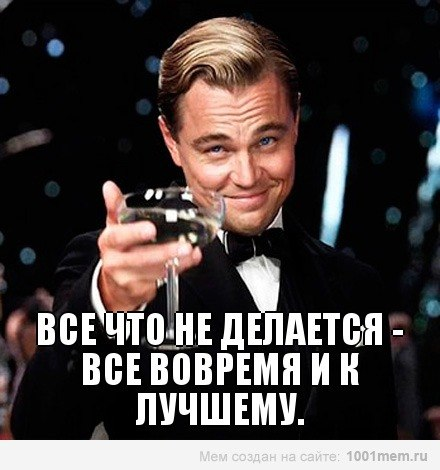 ВСЕ ЧТО НЕ ДЕЛАЕТСЯ -
ВСЕ ВОВРЕМЯ И К
ЛУЧШЕМУ.
Мем создан на сайте: 1001mem.ru